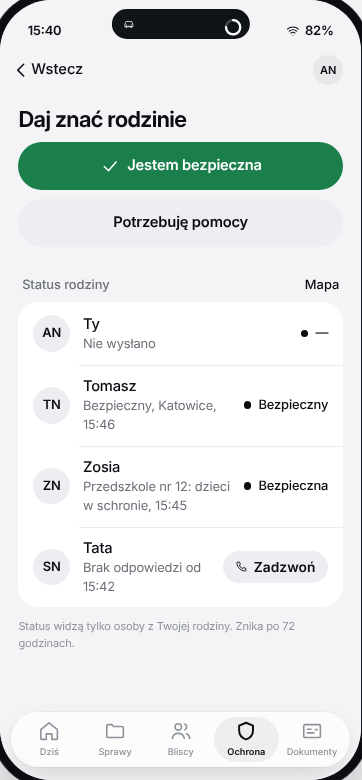 15:40
82%
Wstecz
AN
Daj znać rodzinie
Jestem bezpieczna
Potrzebuję pomocy
Status rodziny
Mapa
AN
Ty
Nie wysłano
—
TN
Tomasz
Bezpieczny, Katowice,
15:46
Bezpieczny
ZN
Zosia
Przedszkole nr 12: dzieci
w schronie, 15:45
Bezpieczna
SN
Tata
Brak odpowiedzi od
15:42
Zadzwoń
Status widzą tylko osoby z Twojej rodziny. Znika po 72
godzinach.
Dziś
Sprawy
Bliscy
Ochrona
Dokumenty